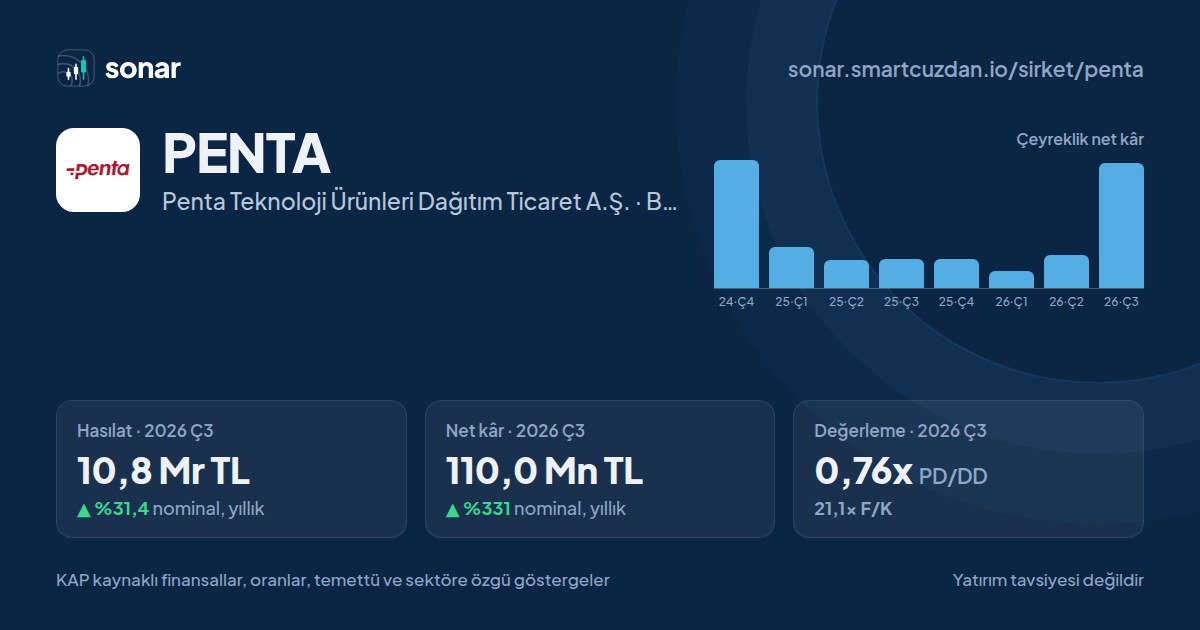 sonar
sonar.smartcuzdan.io/sirket/penta
penta
PENTA
Penta Teknoloji Ürünleri Dağıtım Ticaret A.Ş. · B…
Çeyreklik net kâr
24·Ç4 25·Ç1 25·Ç2 25·Ç3 25·Ç4 26·Ç1 26·Ç2 26·Ç3
Hasılat · 2026 Ç3
10,8 Mr TL
▲ %31,4 nominal, yıllık
Net kâr · 2026 Ç3
110,0 Mn TL
▲ %331 nominal, yıllık
Değerleme · 2026 Ç3
0,76x PD/DD
21,1× F/K
KAP kaynaklı finansallar, oranlar, temettü ve sektöre özgü göstergeler
Yatırım tavsiyesi değildir